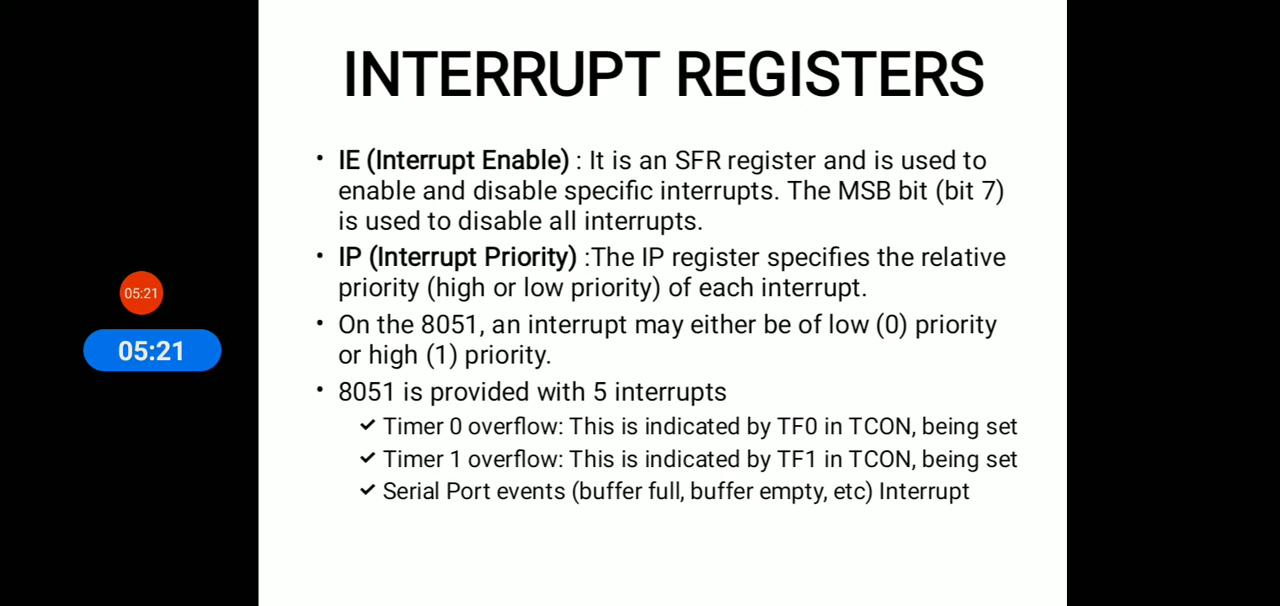 INTERRUPT REGISTERS
• IE (Interrupt Enable) : It is an SFR register and is used to
enable and disable specific interrupts. The MSB bit (bit 7)
is used to disable all interrupts.
• IP (Interrupt Priority) :The IP register specifies the relative
priority (high or low priority) of each interrupt.
• On the 8051, an interrupt may either be of low (0) priority
or high (1) priority.
• 8051 is provided with 5 interrupts
✓ Timer 0 overflow: This is indicated by TF0 in TCON, being set
✓ Timer 1 overflow: This is indicated by TF1 in TCON, being set
✓ Serial Port events (buffer full, buffer empty, etc) Interrupt
05:21
05:21